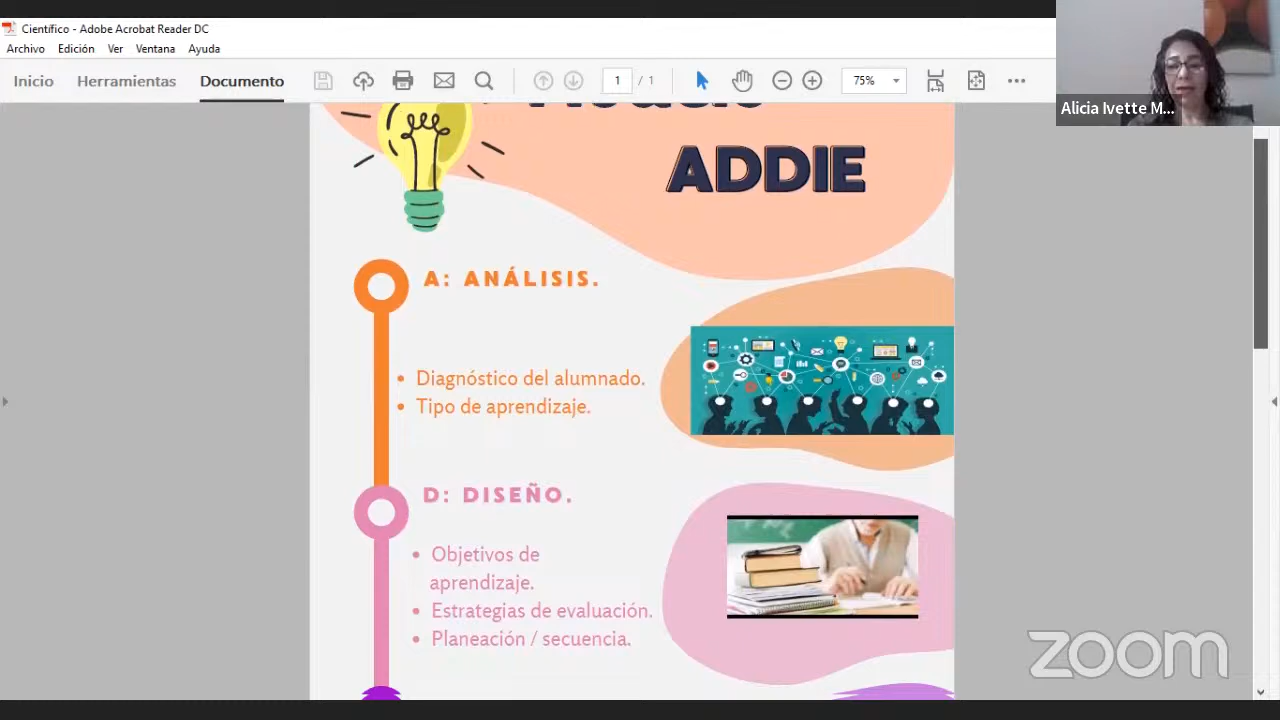 Científico - Adobe Acrobat Reader DC
Archivo Edición Ver Ventana Ayuda
Inicio Herramientas Documento 1 / 1 75%
Alicia Ivette M...
ADDIE
A: ANÁLISIS.
Diagnóstico del alumnado.
Tipo de aprendizaje.
D: DISEÑO.
Objetivos de
aprendizaje.
Estrategias de evaluación.
Planeación / secuencia.
zoom